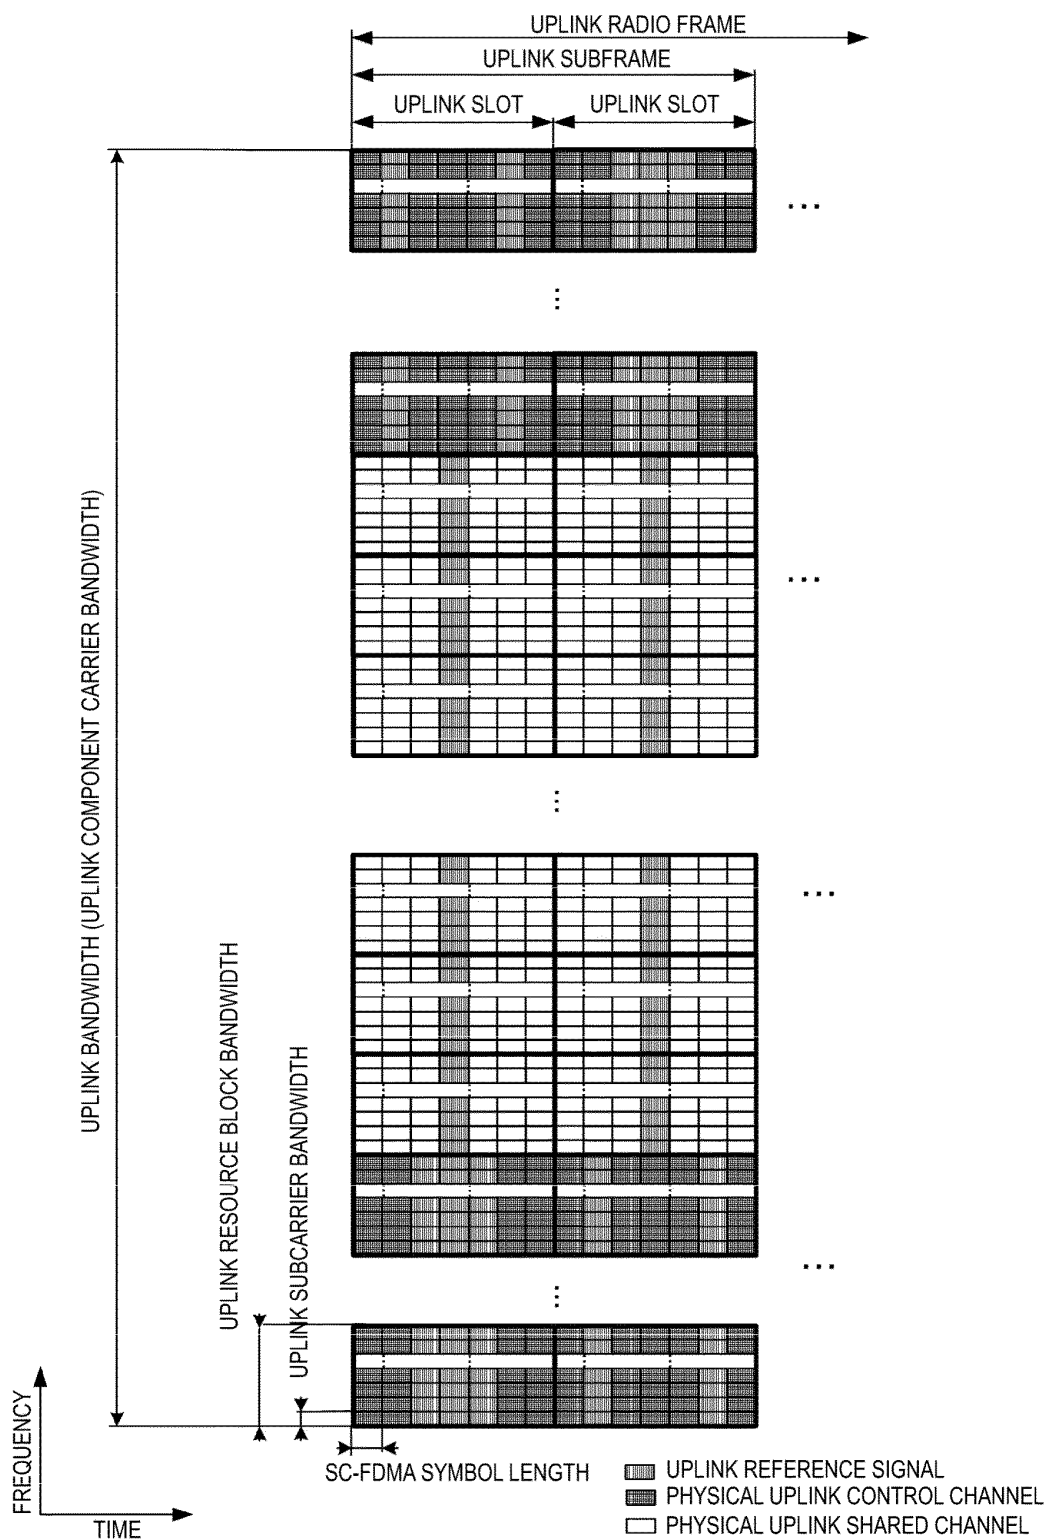 UPLINK RADIO FRAME
UPLINK SUBFRAME
UPLINK SLOT UPLINK SLOT
...
...
...
...
...
...
...
UPLINK BANDWIDTH (UPLINK COMPONENT CARRIER BANDWIDTH)
UPLINK RESOURCE BLOCK BANDWIDTH
UPLINK SUBCARRIER BANDWIDTH
FREQUENCY
TIME
SC-FDMA SYMBOL LENGTH
UPLINK REFERENCE SIGNAL
PHYSICAL UPLINK CONTROL CHANNEL
PHYSICAL UPLINK SHARED CHANNEL